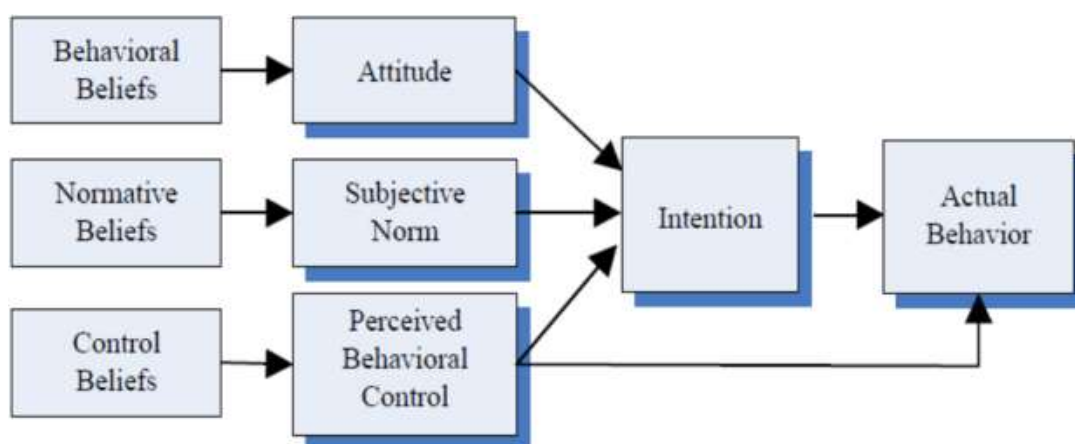 Behavioral
Beliefs
Attitude
Normative
Beliefs
Subjective
Norm
Intention
Actual
Behavior
Control
Beliefs
Perceived
Behavioral
Control